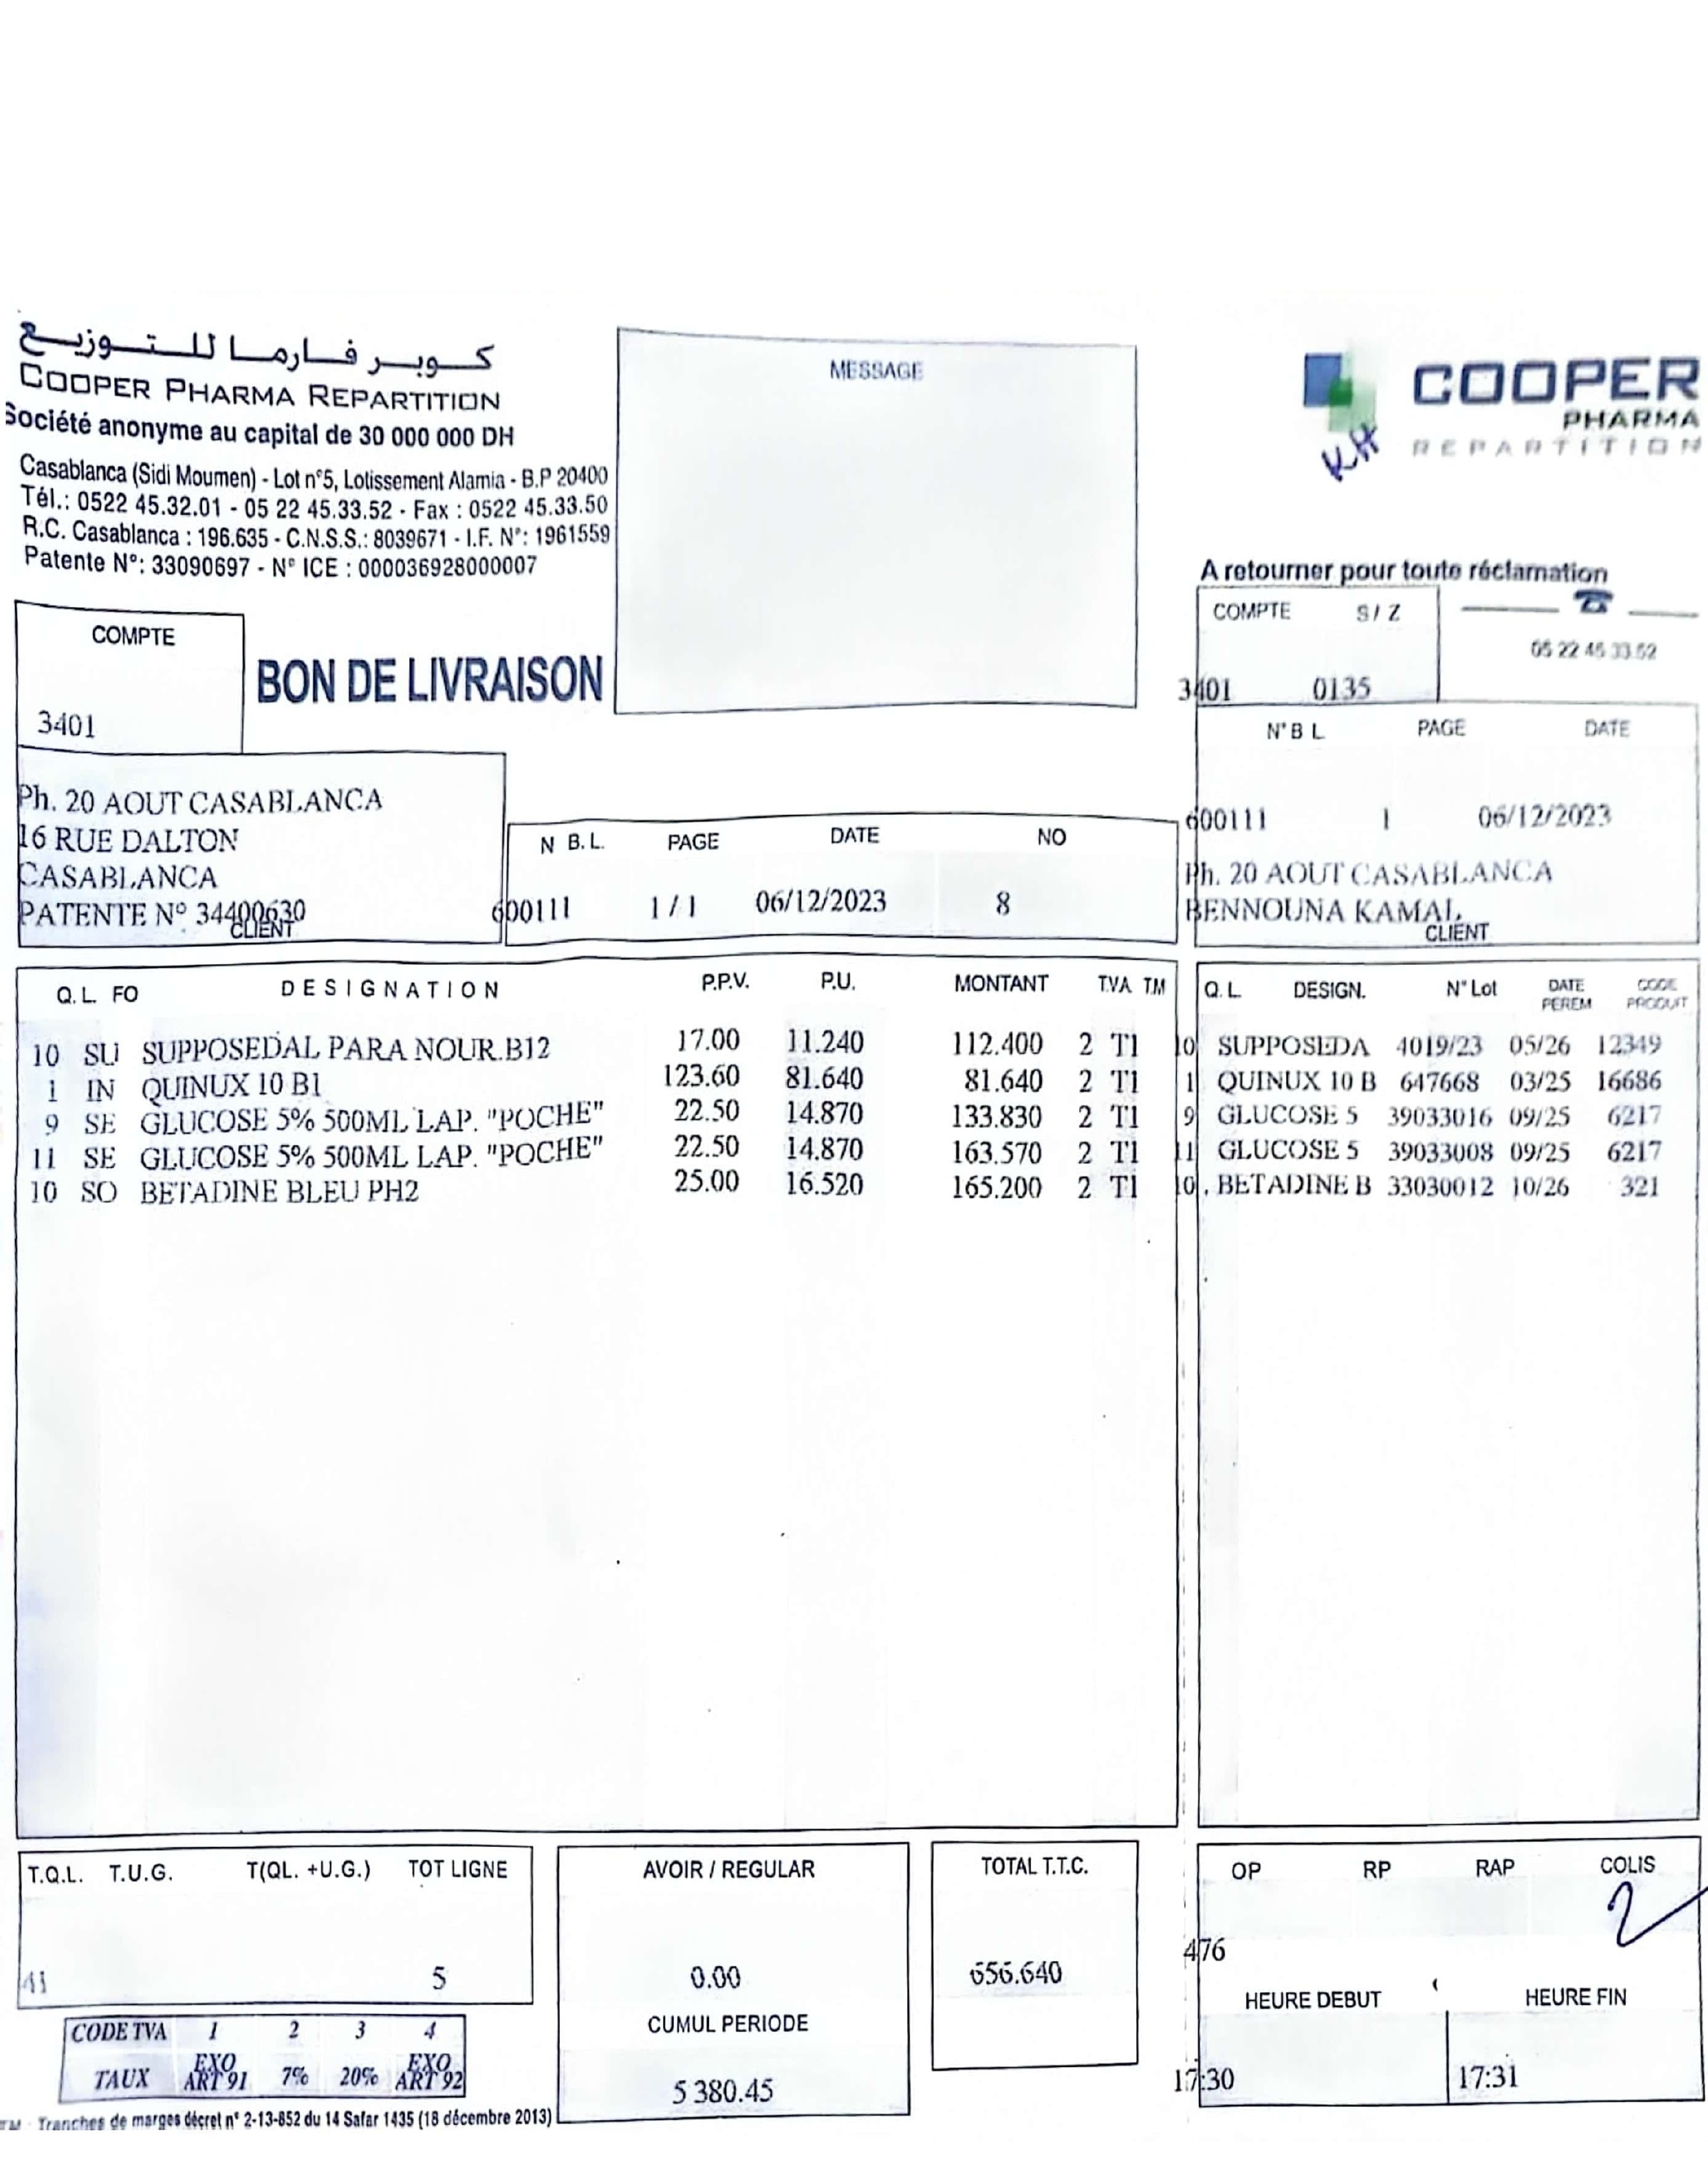 كوبر فارما للتوزيع
COOPER PHARMA REPARTITION
Société anonyme au capital de 30 000 000 DH
Casablanca (Sidi Moumen) - Lot n°5, Lotissement Alamia - B.P 20400
Tél.: 0522 45.32.01 - 05 22 45.33.52 - Fax : 0522 45.33.50
R.C. Casablanca : 196.635 - C.N.S.S.: 8039671 - I.F. N°: 1961559
Patente N°: 33090697 - N° ICE : 000036928000007
MESSAGE
COOPER
PHARMA
REPARTITION
KH
A retourner pour toute réclamation
COMPTE S / Z
05 22 45 33.52
3401 0135
COMPTE
3401
BON DE LIVRAISON
N° B L PAGE DATE
600111 1 06/12/2023
Ph. 20 AOUT CASABLANCA
BENNOUNA KAMAL
CLIENT
Ph. 20 AOUT CASABLANCA
16 RUE DALTON
CASABLANCA
PATENTE N° 34400630
CLIENT
N B.L. PAGE DATE NO
600111 1 / 1 06/12/2023 8
Q. L. FO DESIGNATION P.P.V. P.U. MONTANT TVA TM
10 SU SUPPOSEDAL PARA NOUR.B12 17.00 11.240 112.400 2 T1
1 IN QUINUX 10 B1 123.60 81.640 81.640 2 T1
9 SE GLUCOSE 5% 500ML LAP. "POCHE" 22.50 14.870 133.830 2 T1
11 SE GLUCOSE 5% 500ML LAP. "POCHE" 22.50 14.870 163.570 2 T1
10 SO BETADINE BLEU PH2 25.00 16.520 165.200 2 T1
Q.L. DESIGN. N° Lot DATE PEREM CODE PRODUIT
10 SUPPOSEDA 4019/23 05/26 12349
1 QUINUX 10 B 647668 03/25 16686
9 GLUCOSE 5 39033016 09/25 6217
11 GLUCOSE 5 39033008 09/25 6217
10 BETADINE B 33030012 10/26 321
T.Q.L. T.U.G. T(QL. +U.G.) TOT LIGNE
41 5
AVOIR / REGULAR
0.00
CUMUL PERIODE
5 380.45
TOTAL T.T.C.
656.640
OP RP RAP COLIS
2
476
HEURE DEBUT HEURE FIN
17:30 17:31
CODE TVA 1 2 3 4
TAUX EXO ART 91 7% 20% EXO ART 92
TM : Tranches de marges décret n° 2-13-852 du 14 Safar 1435 (18 décembre 2013)